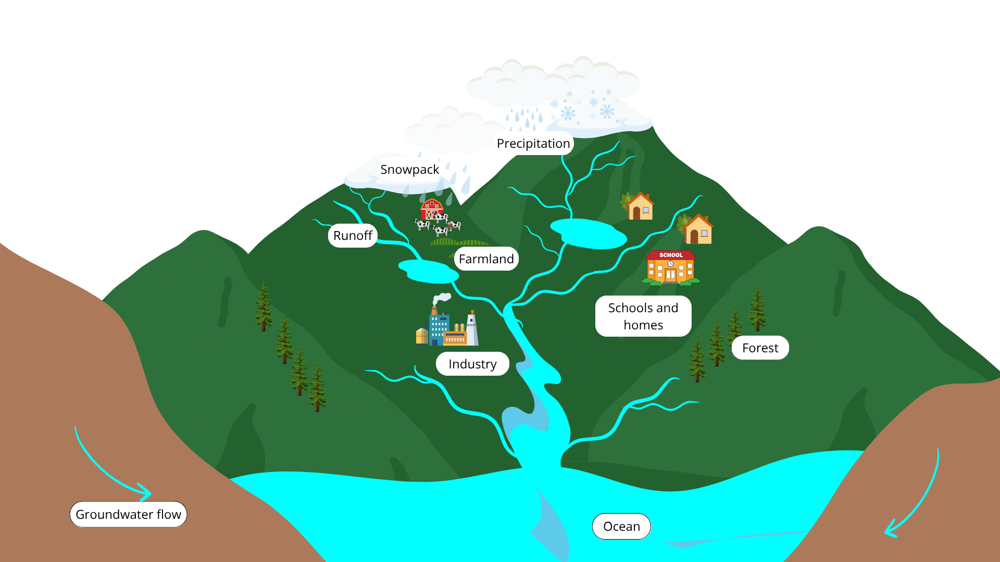 Precipitation
Snowpack
Runoff
Farmland
SCHOOL
Schools and
homes
Forest
Industry
Groundwater flow
Ocean